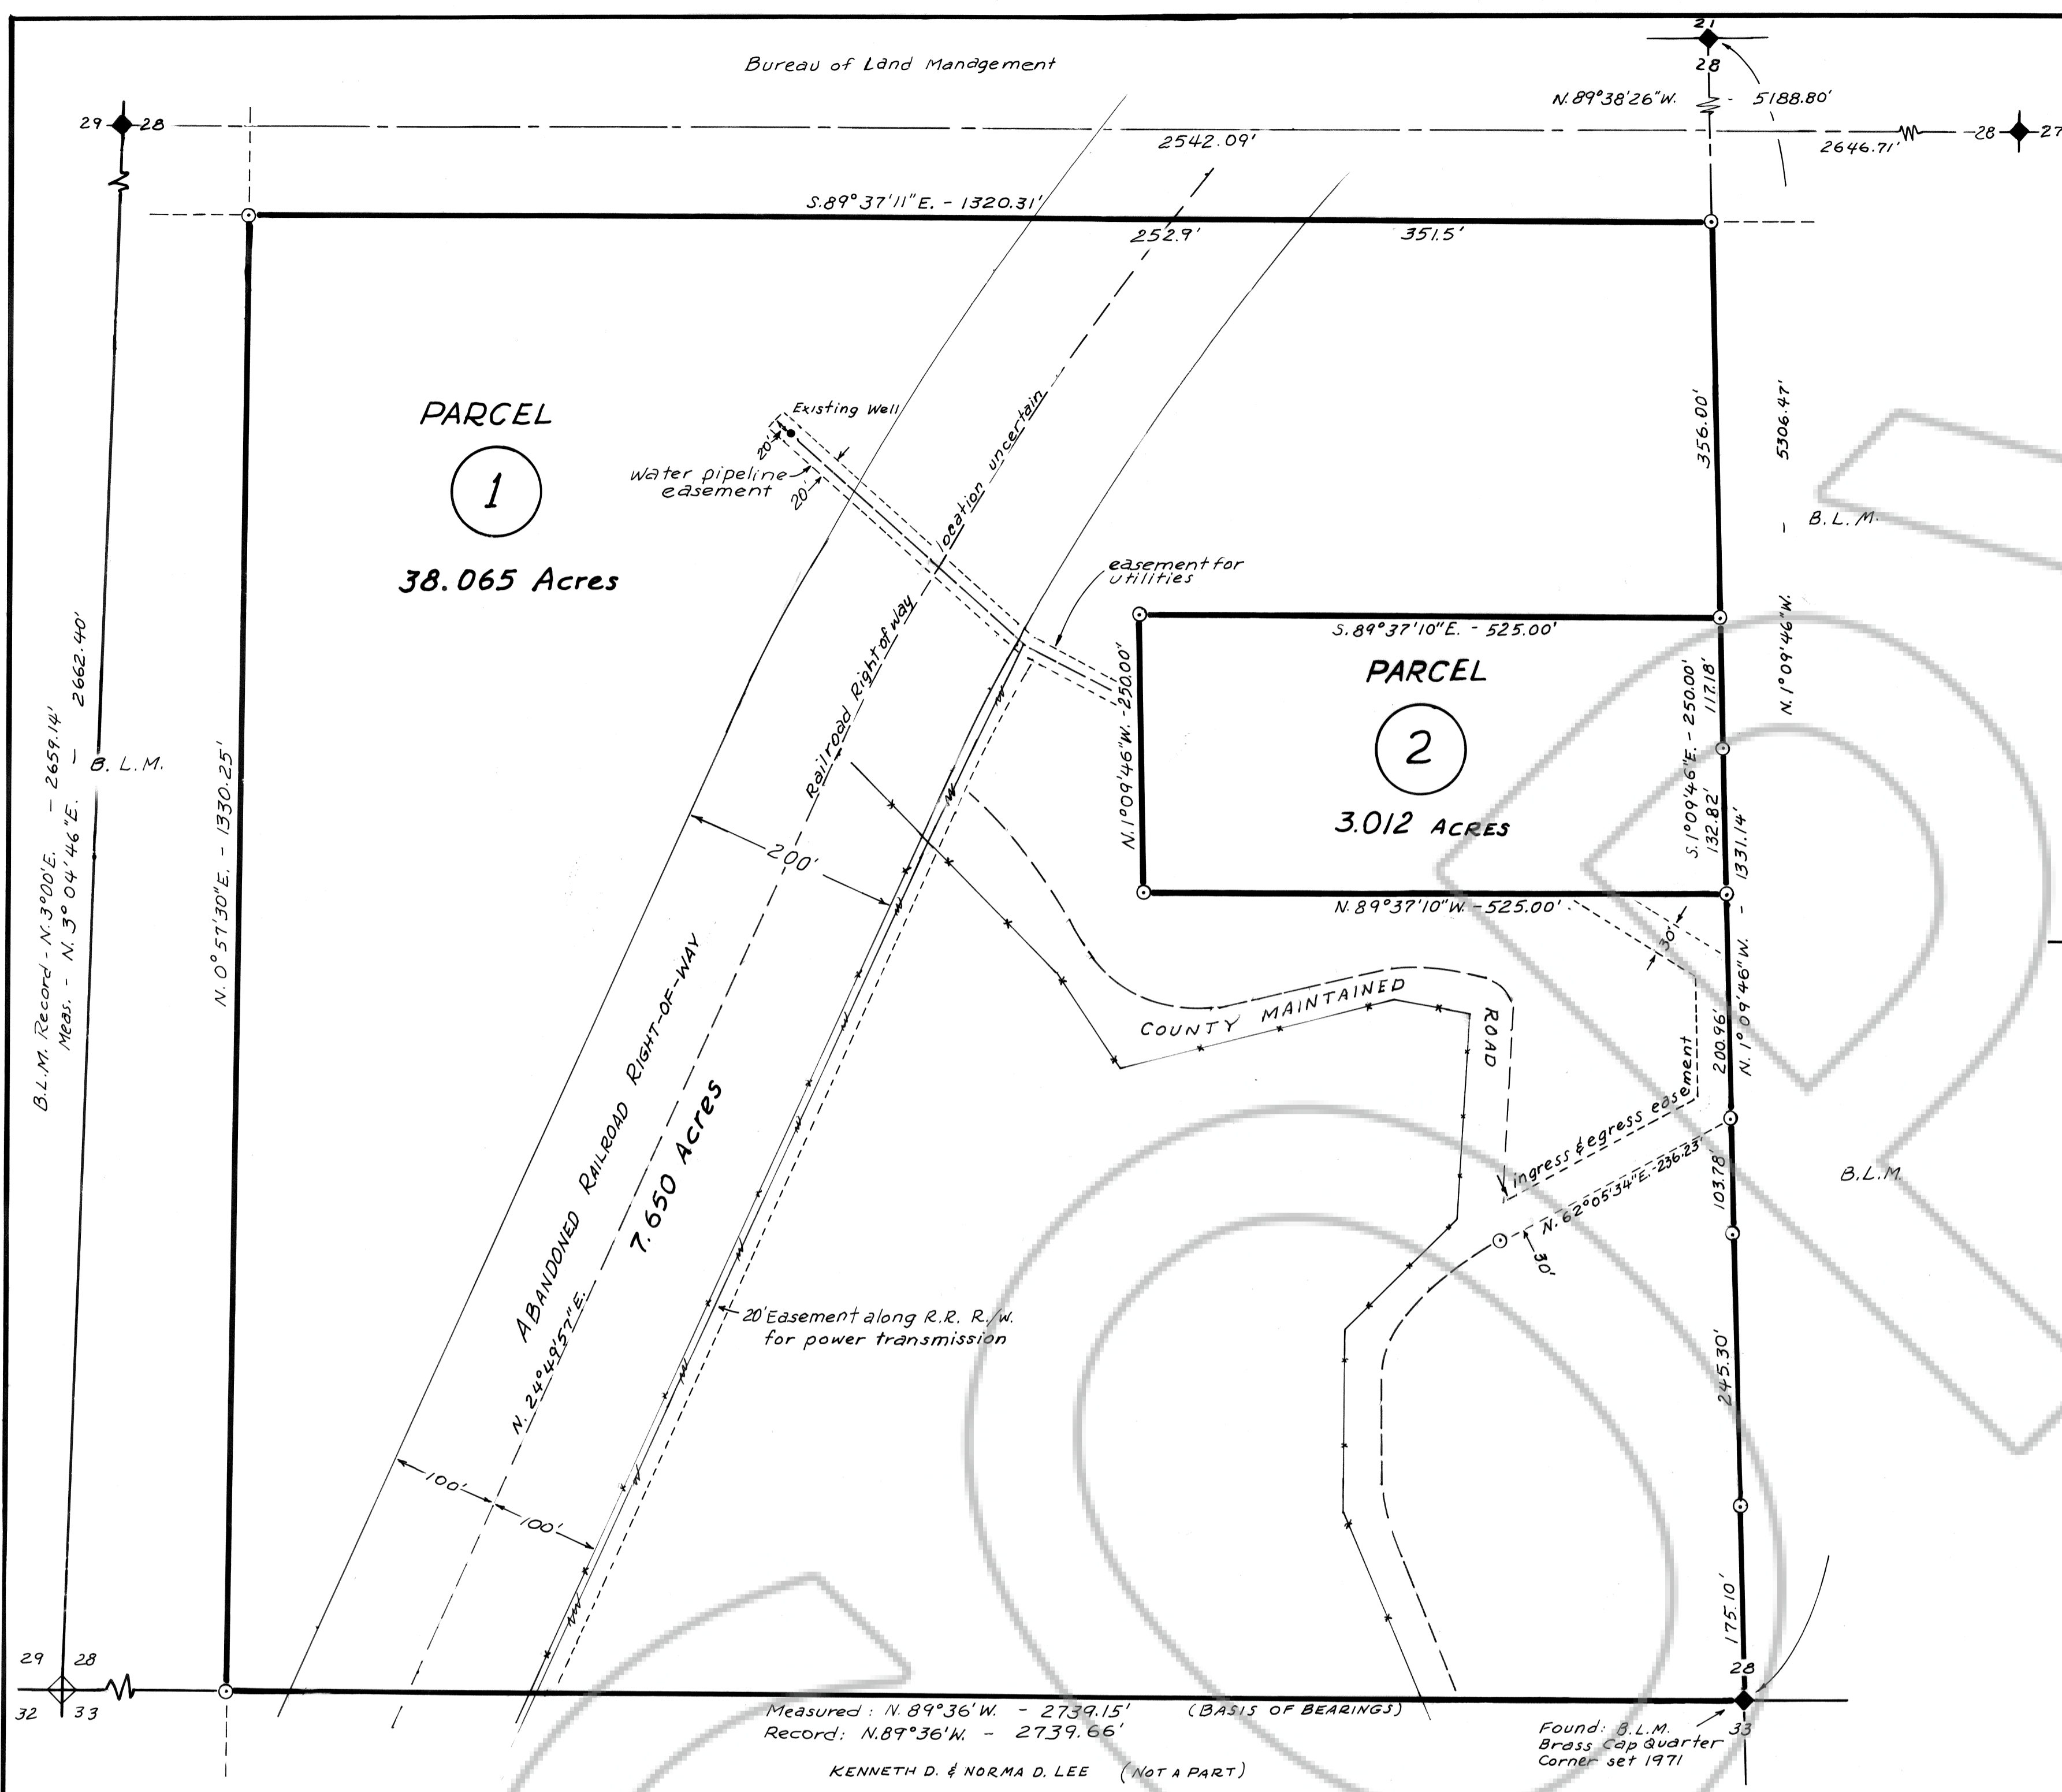 21
28
Bureau of Land Management
N.89°38'26"W. - 5188.80'
29 28
2542.09'
2646.71'
28 27
S.89°37'11"E. - 1320.31'
252.9'
351.5'
PARCEL
1
38.065 Acres
Existing Well
20'
water pipeline
easement
20'
location uncertain
Railroad Right of way
easement for
utilities
356.00'
N.1°09'46"W. - 5306.47'
B.L.M.
S.89°37'10"E. - 525.00'
PARCEL
2
3.012 ACRES
N.1°09'46"W. - 250.00'
S.1°09'46"E. - 250.00'
117.18'
132.82'
N.89°37'10"W. - 525.00'
N.1°09'46"W. - 1331.14'
B.L.M. Record - N.3°00'E. - 2659.14'
Meas. - N.3°04'46"E. - 2662.40'
B.L.M.
N.0°57'30"E. - 1330.25'
200'
30'
COUNTY MAINTAINED
ROAD
200.96'
ingress & egress easement
N.62°05'34"E. - 236.23'
30'
103.78'
B.L.M.
ABANDONED RAILROAD RIGHT-OF-WAY
7.650 Acres
N.24°49'57"E.
20' Easement along R.R. R/w.
for power transmission
245.30'
100'
100'
175.10'
29 28
32 33
28
33
Measured : N.89°36'W. - 2739.15' (BASIS OF BEARINGS)
Record: N.89°36'W. - 2739.66'
Found: B.L.M.
Brass Cap Quarter
Corner set 1971
KENNETH D. & NORMA D. LEE (NOT A PART)